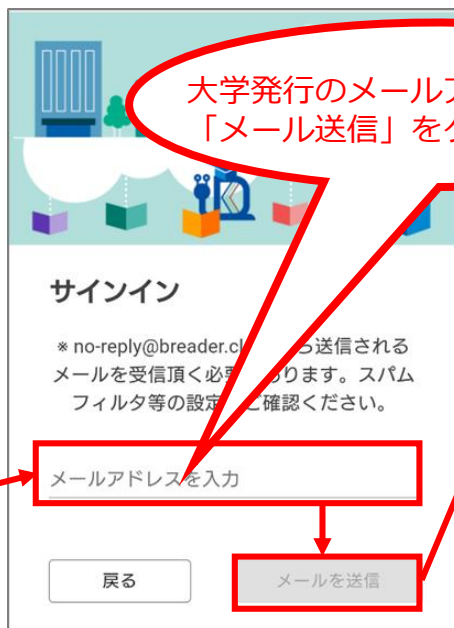 大学発行のメール
「メール送信」を
サインイン
※ no-reply@breader.cl ら送信される
メールを受信頂く必 あります。スパム
フィルタ等の設定 ご確認ください。
メールアドレスを入力
戻る
メールを送信